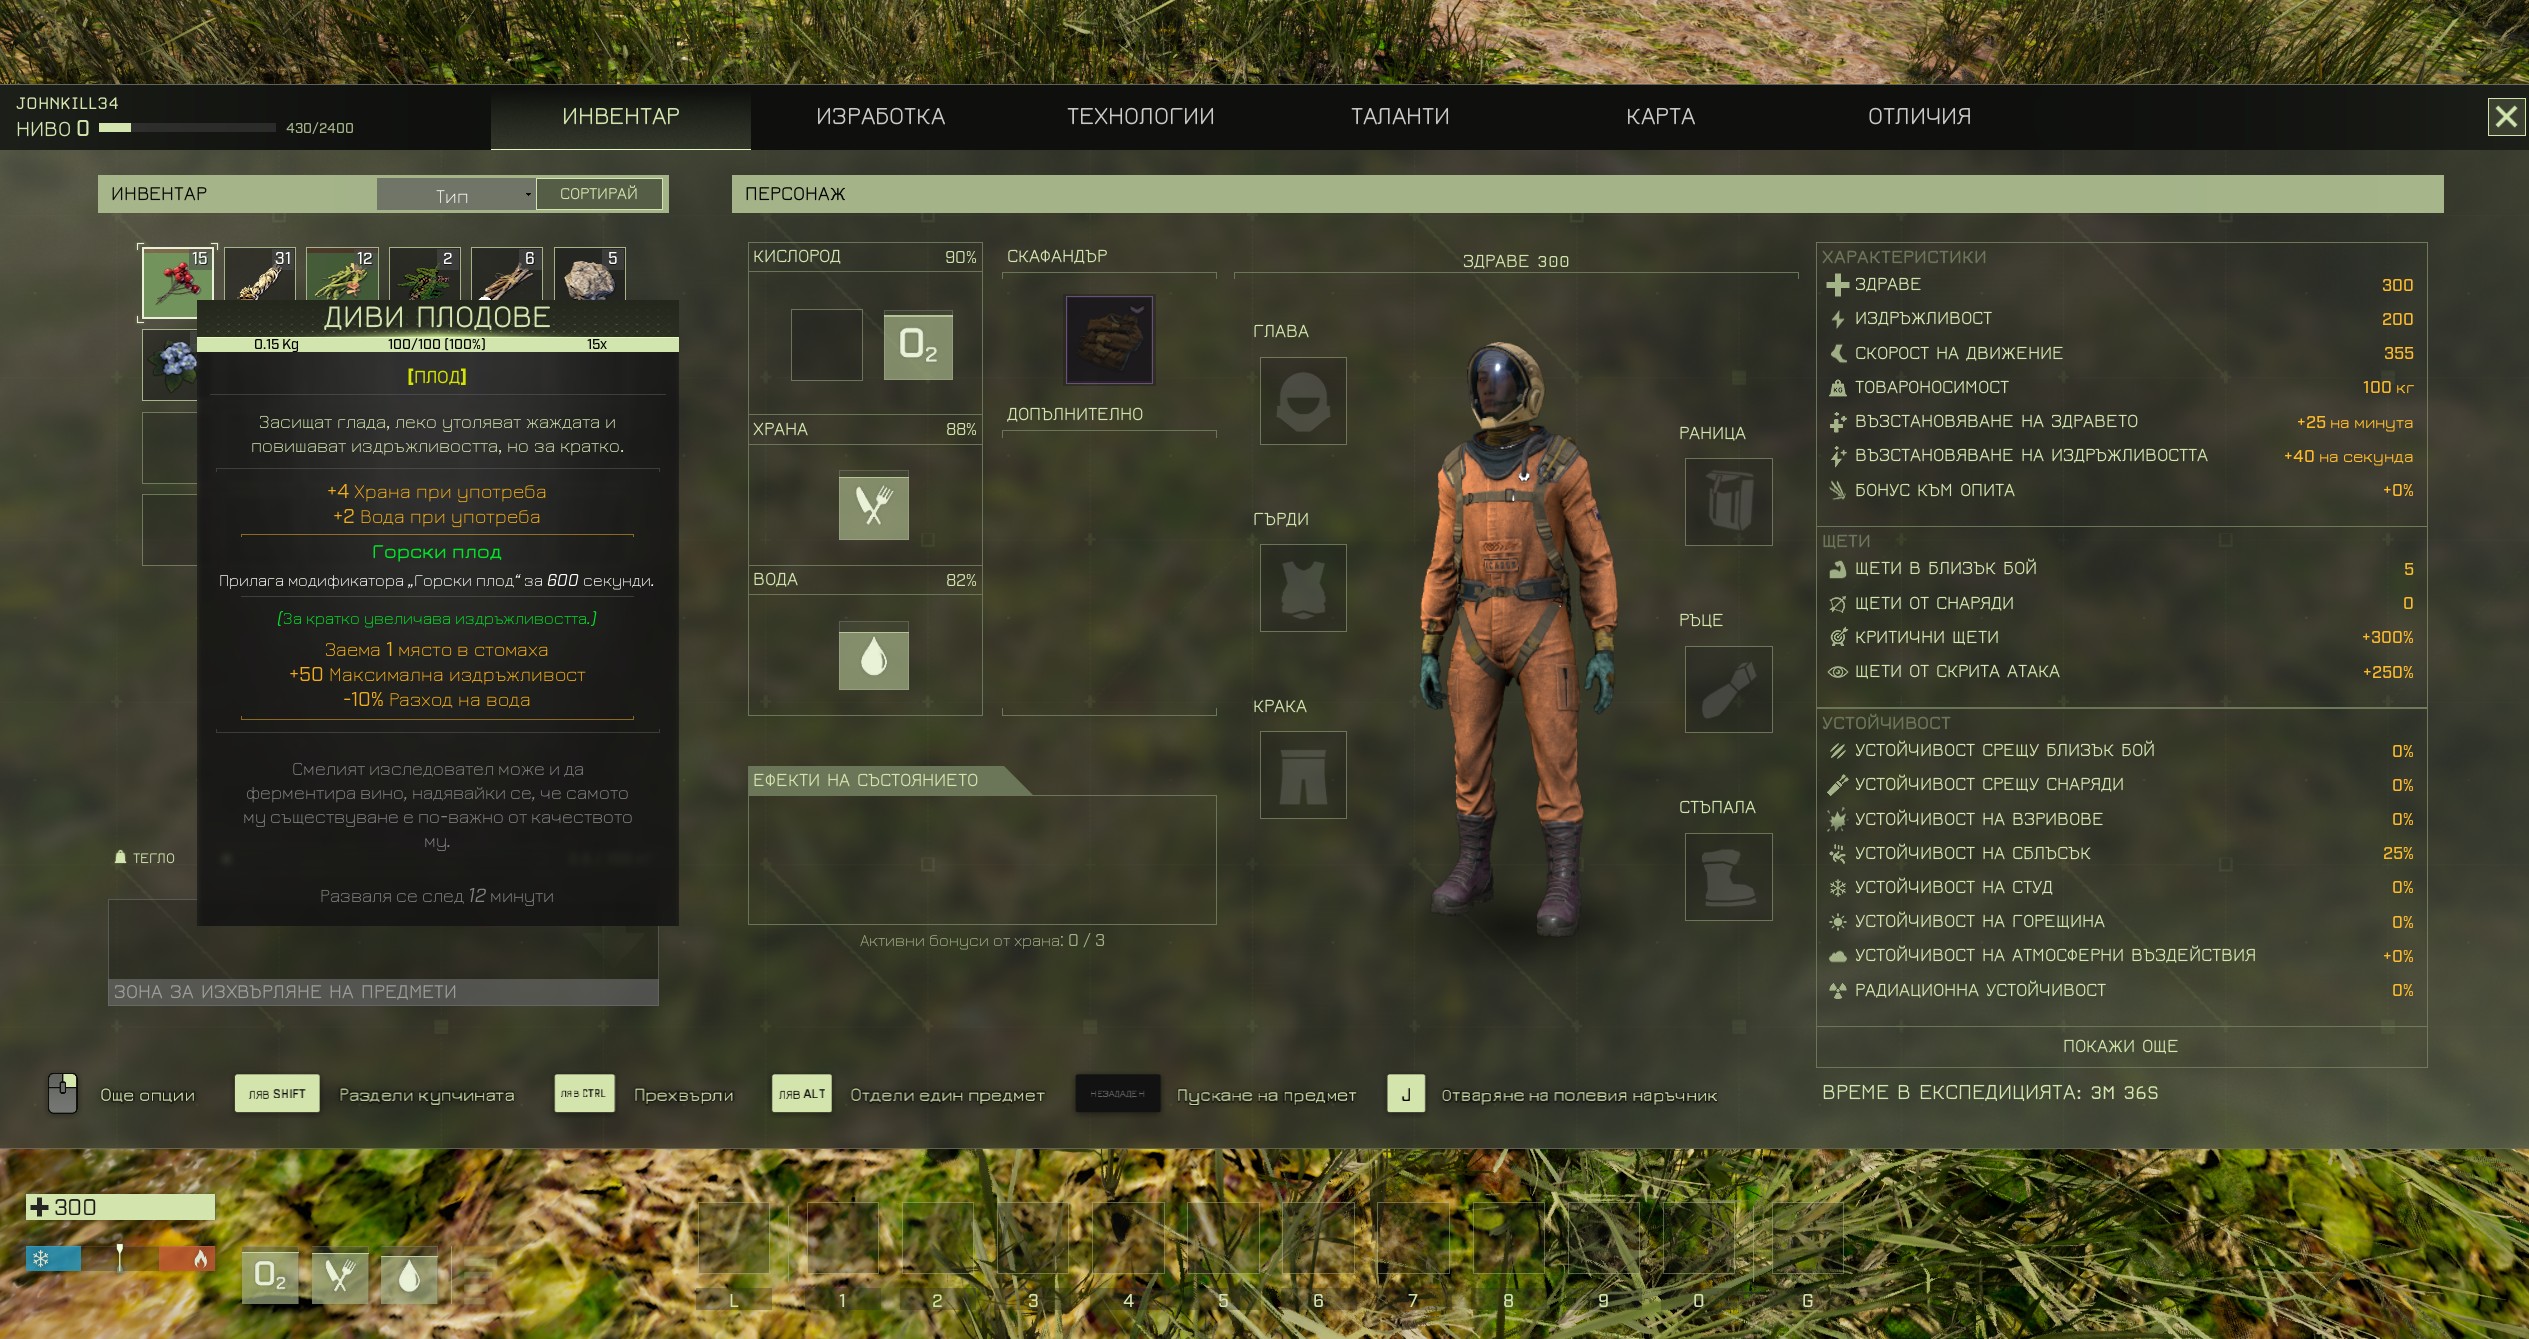 JOHNKILL34
НИВО 0 430/2400
ИНВЕНТАР
ИЗРАБОТКА
ТЕХНОЛОГИИ
ТАЛАНТИ
КАРТА
ОТЛИЧИЯ
ИНВЕНТАР
Тип
СОРТИРАЙ
15
31
12
2
6
5
ДИВИ ПЛОДОВЕ
0.15 Kg 100/100 (100%) 15x
[ПЛОД]
Засищат глада, леко утоляват жаждата и
повишават издръжливостта, но за кратко.
+4 Храна при употреба
+2 Вода при употреба
Горски плод
Прилага модификатора „Горски плод“ за 600 секунди.
(За кратко увеличава издръжливостта.)
Заема 1 място в стомаха
+50 Максимална издръжливост
-10% Разход на вода
Смелият изследовател може и да
ферментира вино, надявайки се, че самото
му съществуване е по-важно от качеството
му.
Разваля се след 12 минути
ТЕГЛО
ЗОНА ЗА ИЗХВЪРЛЯНЕ НА ПРЕДМЕТИ
ПЕРСОНАЖ
КИСЛОРОД 90%
O2
ХРАНА 88%
ВОДА 82%
СКАФАНДЪР
ДОПЪЛНИТЕЛНО
ЕФЕКТИ НА СЪСТОЯНИЕТО
Активни бонуси от храна: 0 / 3
ЗДРАВЕ 300
ГЛАВА
ГЪРДИ
КРАКА
РАНИЦА
РЪЦЕ
СТЪПАЛА
ХАРАКТЕРИСТИКИ
ЗДРАВЕ 300
ИЗДРЪЖЛИВОСТ 200
СКОРОСТ НА ДВИЖЕНИЕ 355
ТОВАРОНОСИМОСТ 100 кг
ВЪЗСТАНОВЯВАНЕ НА ЗДРАВЕТО +25 на минута
ВЪЗСТАНОВЯВАНЕ НА ИЗДРЪЖЛИВОСТТА +40 на секунда
БОНУС КЪМ ОПИТА +0%
ЩЕТИ
ЩЕТИ В БЛИЗЪК БОЙ 5
ЩЕТИ ОТ СНАРЯДИ 0
КРИТИЧНИ ЩЕТИ +300%
ЩЕТИ ОТ СКРИТА АТАКА +250%
УСТОЙЧИВОСТ
УСТОЙЧИВОСТ СРЕЩУ БЛИЗЪК БОЙ 0%
УСТОЙЧИВОСТ СРЕЩУ СНАРЯДИ 0%
УСТОЙЧИВОСТ НА ВЗРИВОВЕ 0%
УСТОЙЧИВОСТ НА СБЛЪСЪК 25%
УСТОЙЧИВОСТ НА СТУД 0%
УСТОЙЧИВОСТ НА ГОРЕЩИНА 0%
УСТОЙЧИВОСТ НА АТМОСФЕРНИ ВЪЗДЕЙСТВИЯ +0%
РАДИАЦИОННА УСТОЙЧИВОСТ 0%
ПОКАЖИ ОЩЕ
ВРЕМЕ В ЕКСПЕДИЦИЯТА: 3M 36S
Още опции
ЛЯВ SHIFT Раздели купчината
ЛЯВ CTRL Прехвърли
ЛЯВ ALT Отдели един предмет
НЕЗАДАДЕН Пускане на предмет
J Отваряне на полевия наръчник
300
O2
L 1 2 3 4 5 6 7 8 9 0 G